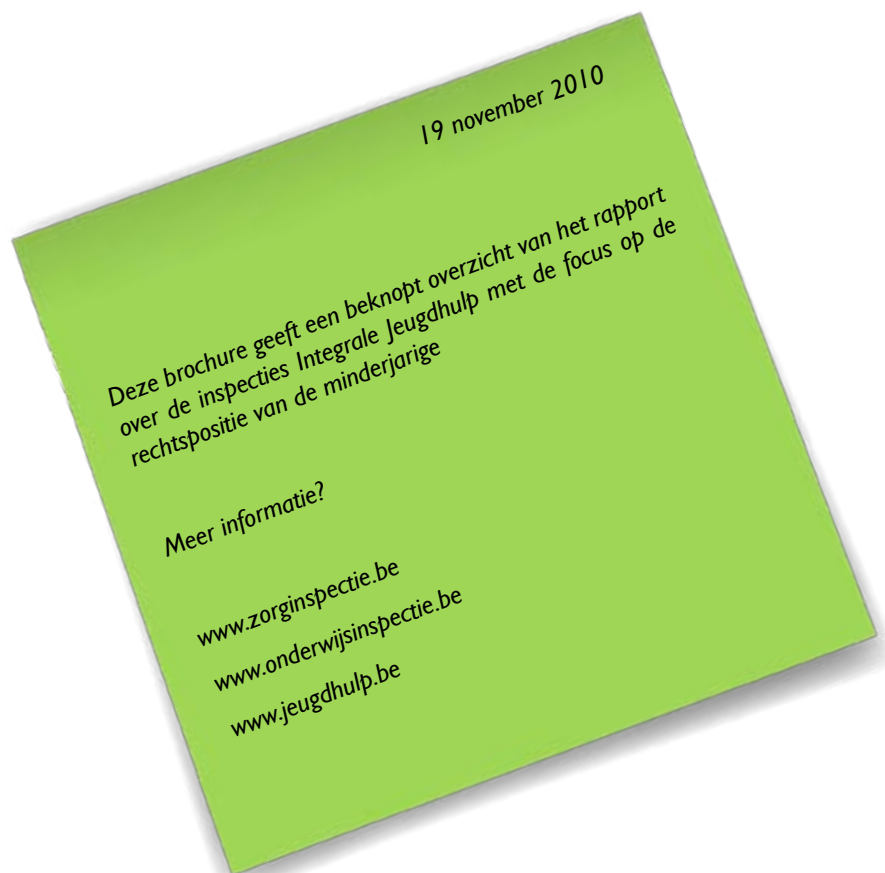 19 november 2010
Deze brochure geeft een beknopt overzicht van het rapport
over de inspecties Integrale Jeugdhulp met de focus op de
rechtspositie van de minderjarige
Meer informatie?
www.zorginspectie.be
www.onderwijsinspectie.be
www.jeugdhulp.be